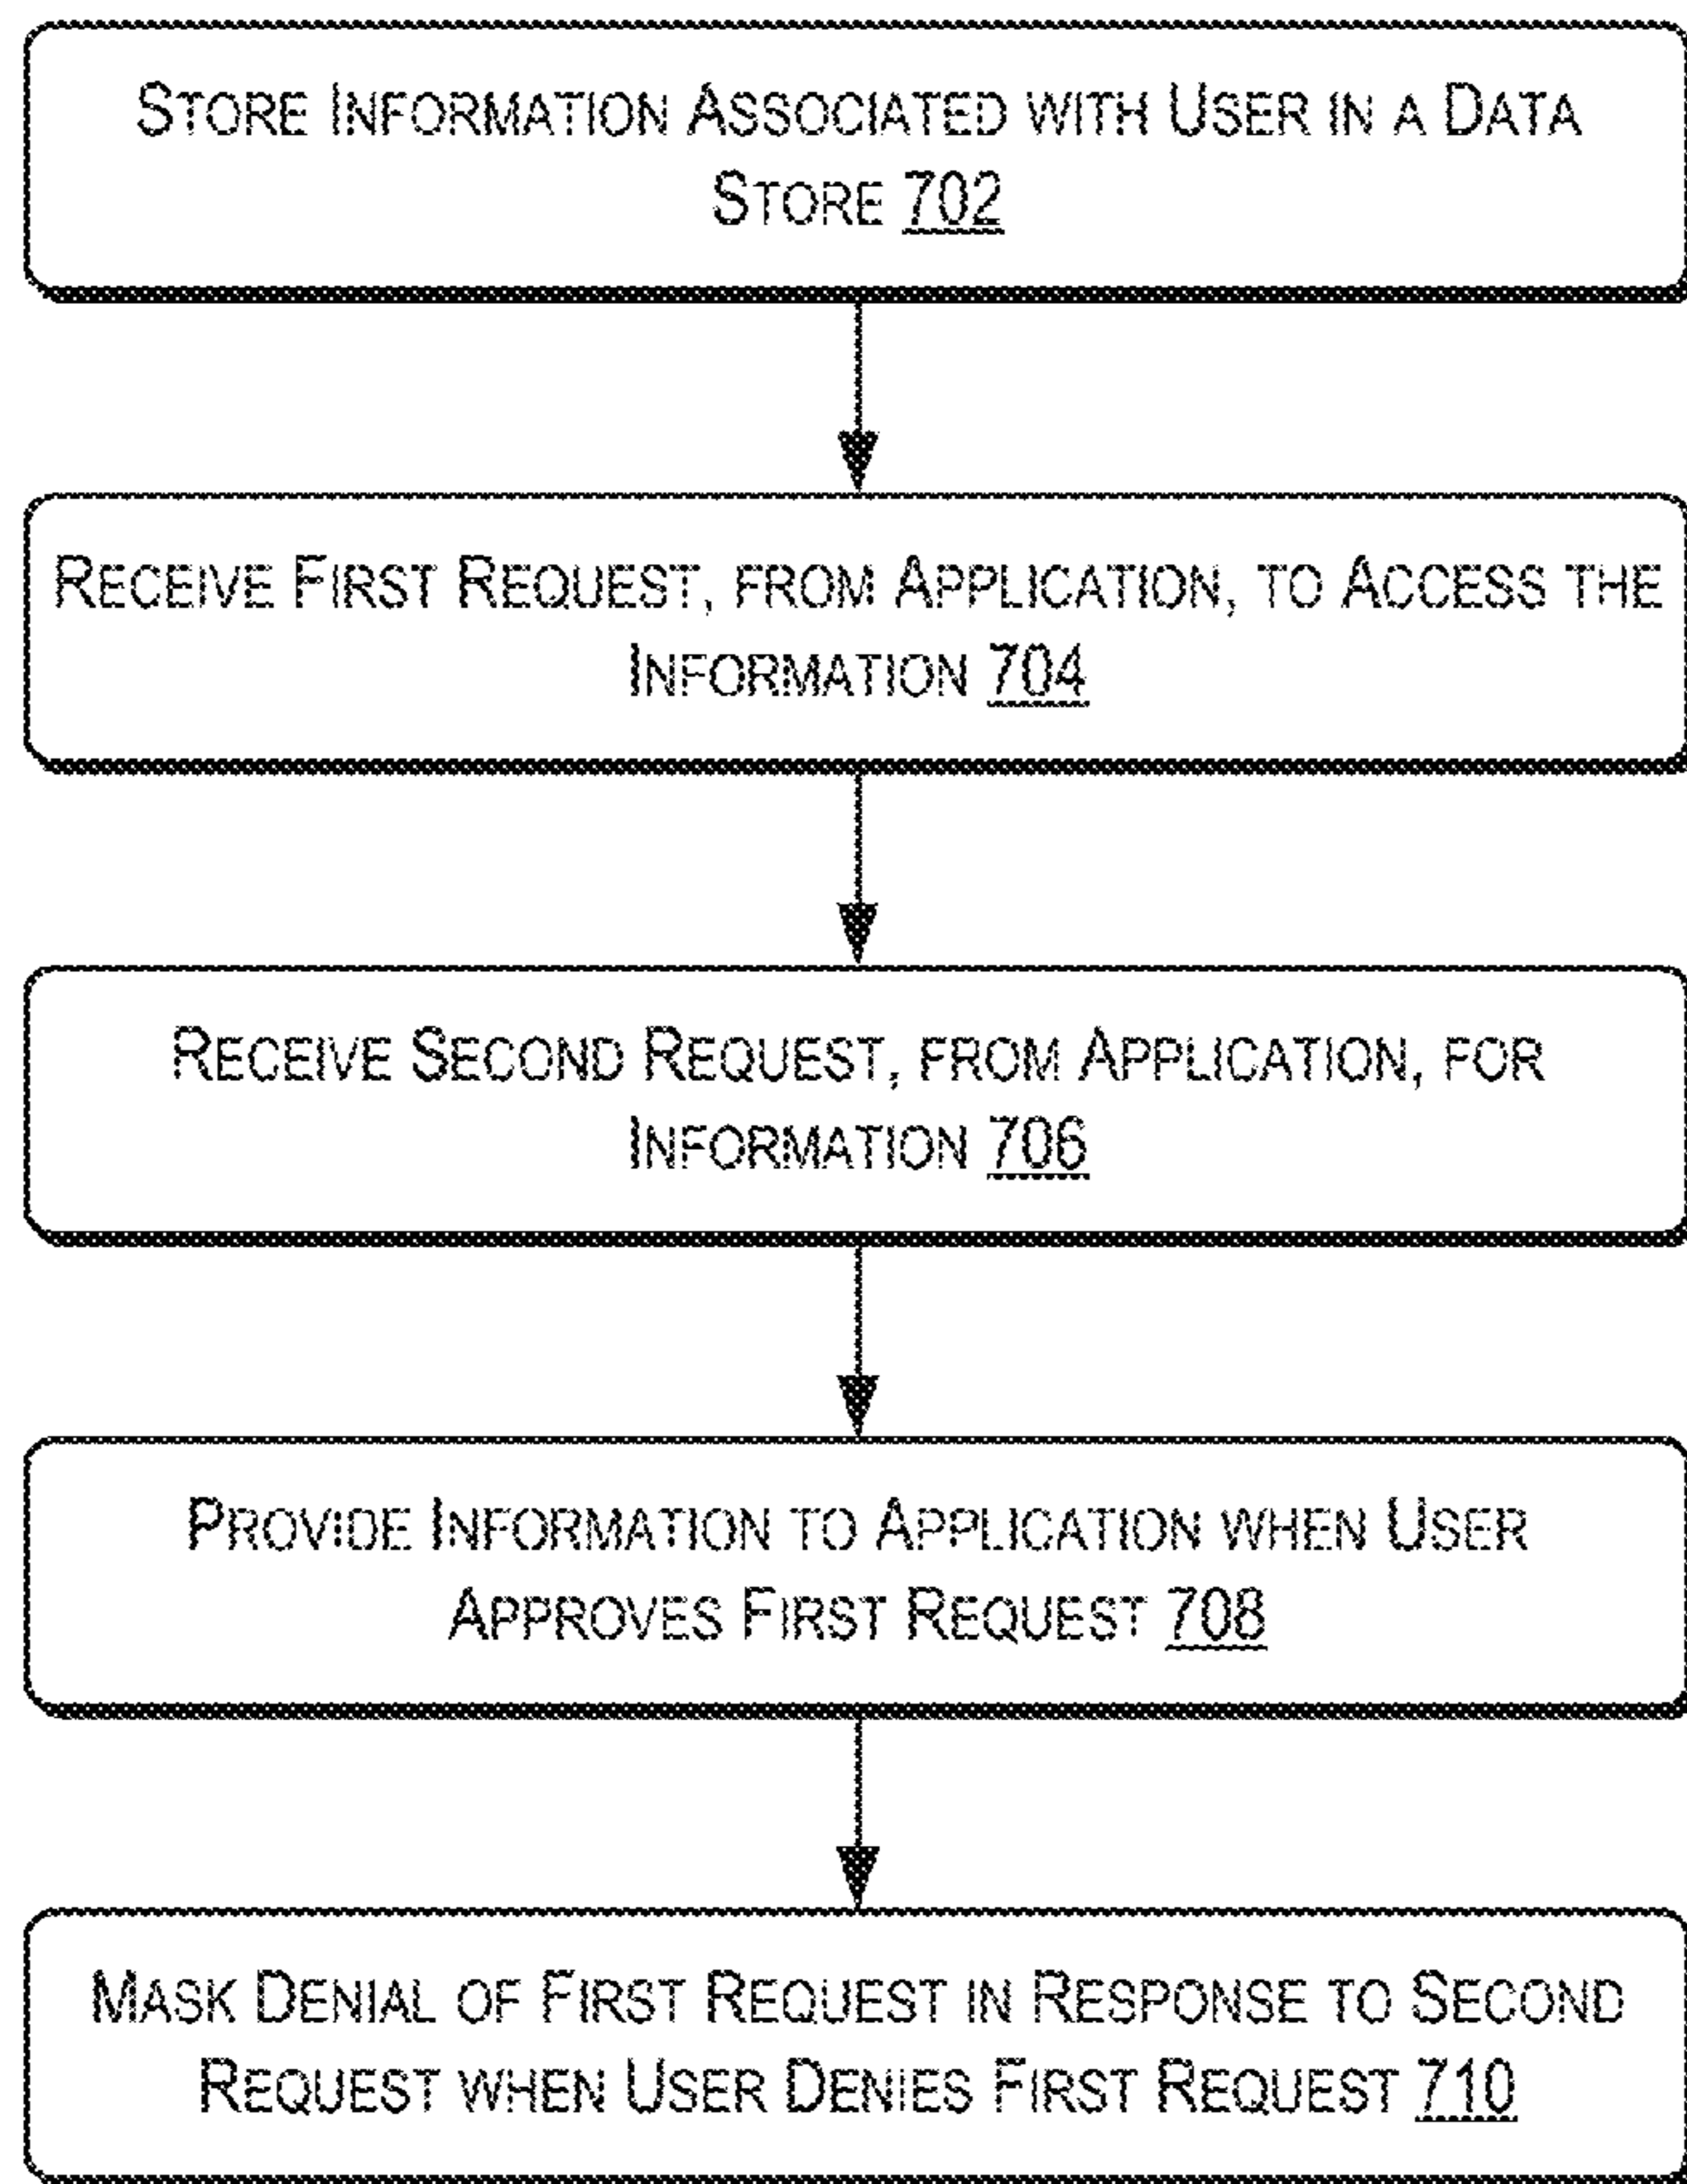 STORE INFORMATION ASSOCIATED WITH USER IN A DATA
STORE 702
RECEIVE FIRST REQUEST, FROM APPLICATION, TO ACCESS THE
INFORMATION 704
RECEIVE SECOND REQUEST, FROM APPLICATION, FOR
INFORMATION 706
PROVIDE INFORMATION TO APPLICATION WHEN USER
APPROVES FIRST REQUEST 708
MASK DENIAL OF FIRST REQUEST IN RESPONSE TO SECOND
REQUEST WHEN USER DENIES FIRST REQUEST 710